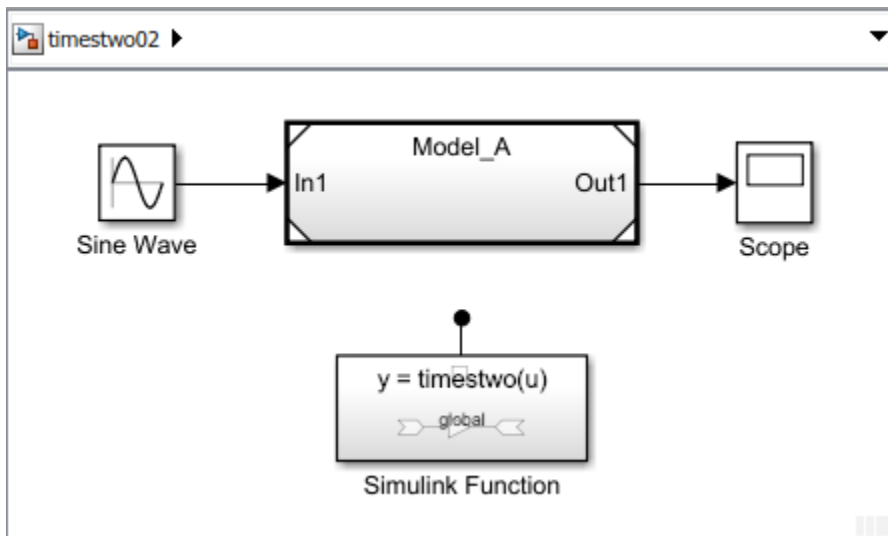 timestwo02
Model_A
In1
Out1
Sine Wave
Scope
y = timestwo(u)
global
Simulink Function